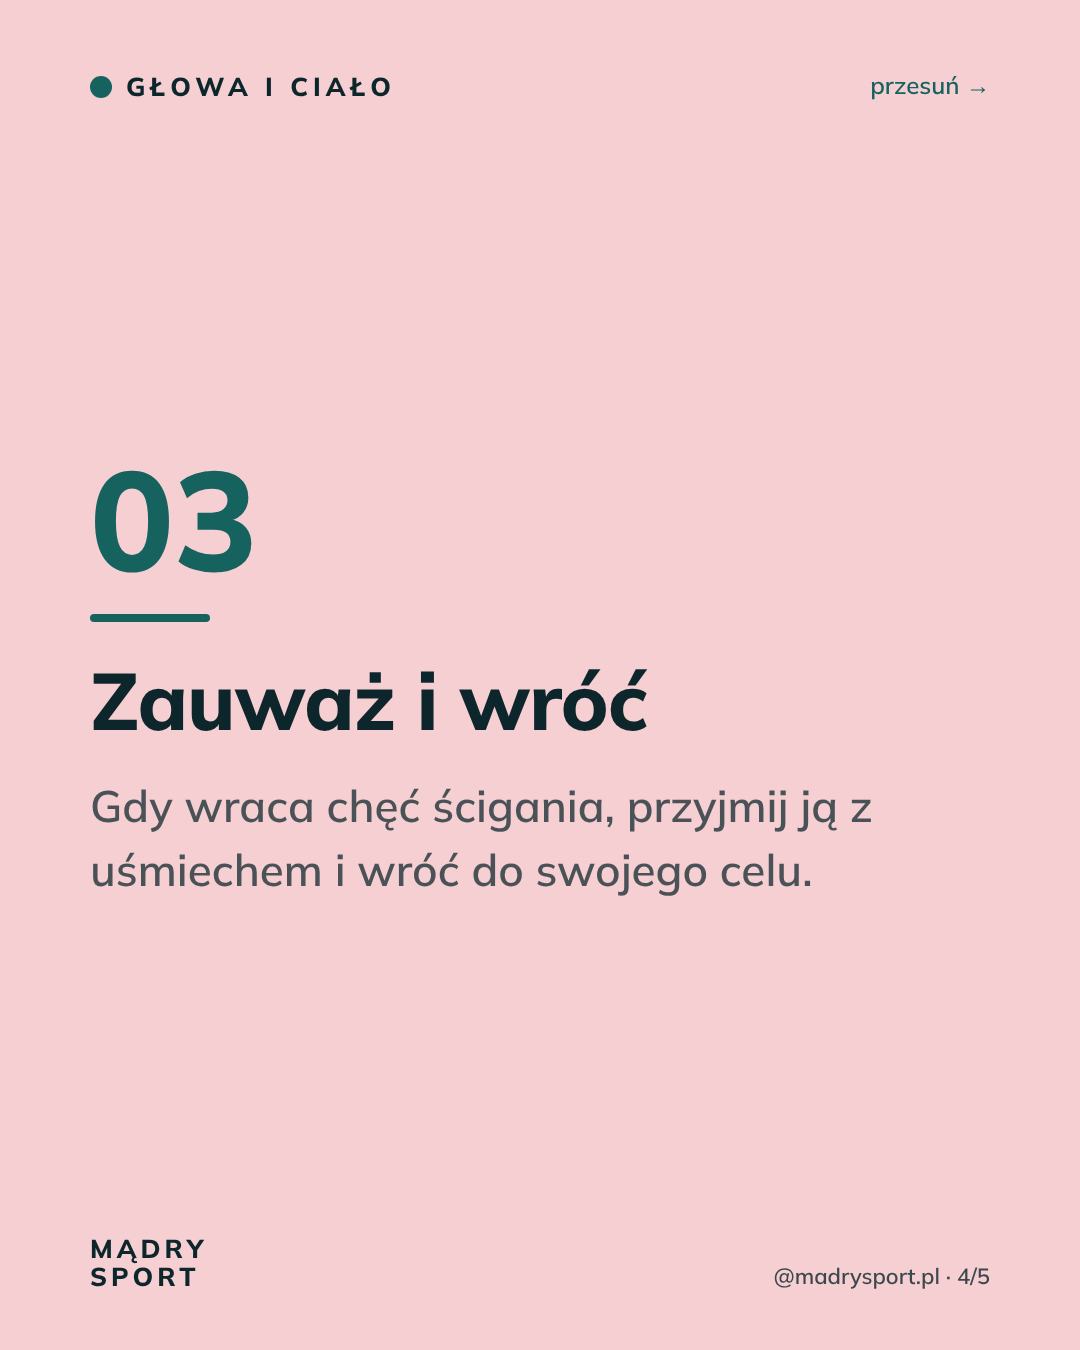 GŁOWA I CIAŁO
przesuń →
03
Zauważ i wróć
Gdy wraca chęć ścigania, przyjmij ją z
uśmiechem i wróć do swojego celu.
MĄDRY
SPORT
@madrysport.pl · 4/5